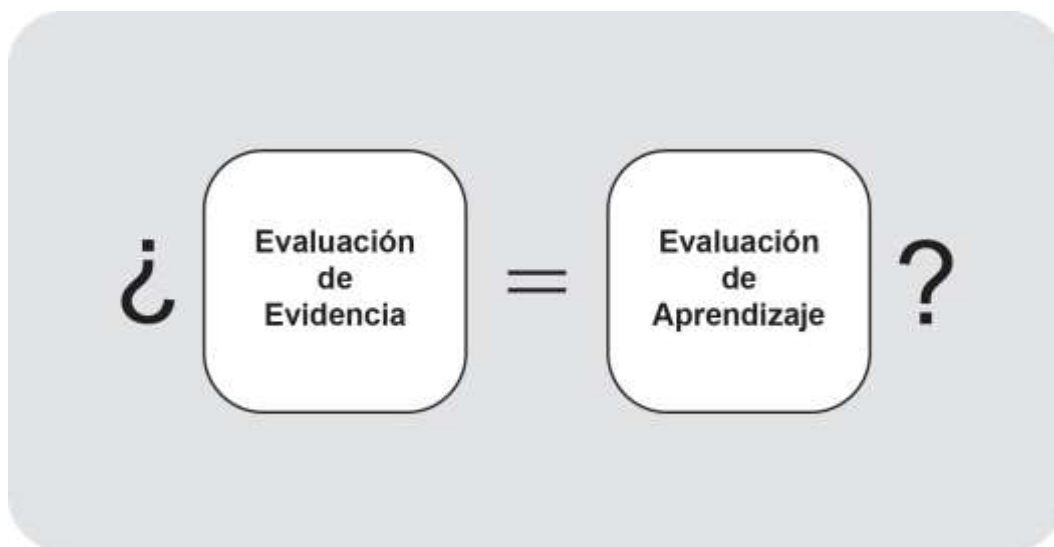 ¿ Evaluación de Evidencia = Evaluación de Aprendizaje ?